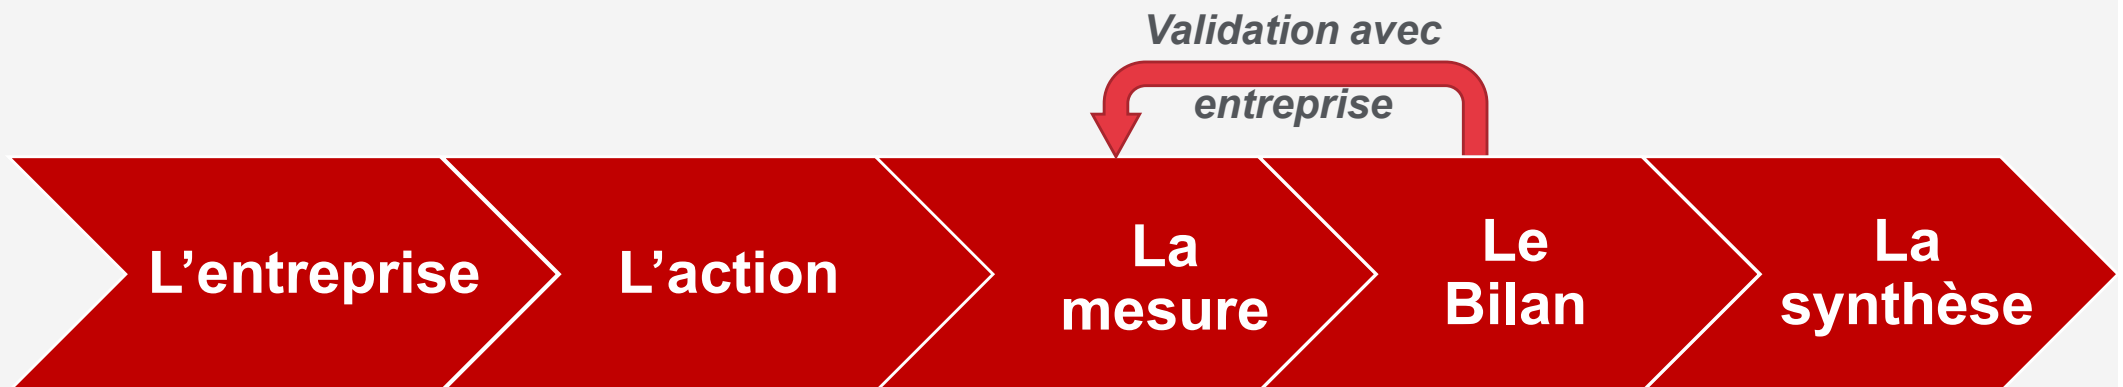 Validation avec
entreprise
L’entreprise
L’action
La
mesure
Le
Bilan
La
synthèse